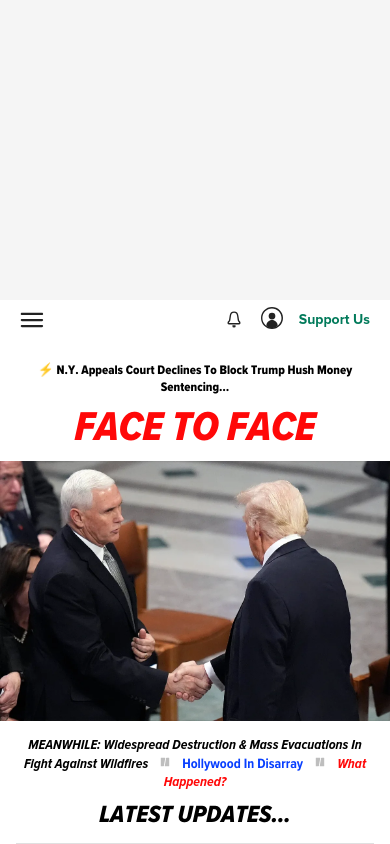 Support Us
⚡ N.Y. Appeals Court Declines To Block Trump Hush Money
Sentencing...
FACE TO FACE
MEANWHILE: Widespread Destruction & Mass Evacuations In
Fight Against Wildfires " Hollywood In Disarray " What
Happened?
LATEST UPDATES...